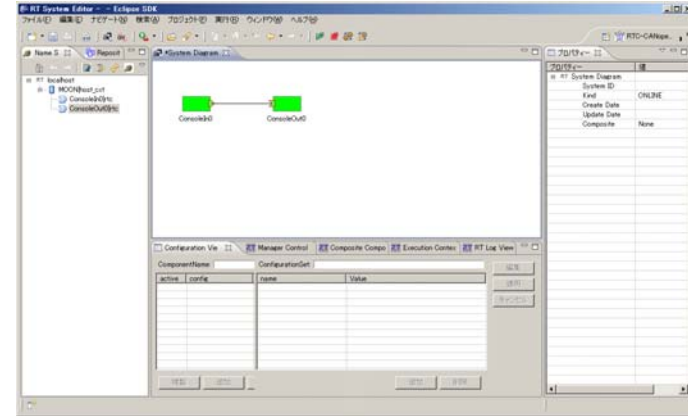 RT System Editor - - Eclipse SDK
ファイル(F) 編集(E) ナビゲート(N) 検索(A) プロジェクト(P) 実行(R) ウィンドウ(W) ヘルプ(H)
RTC-CANope..
Name S
Reposit
*System Diagram
プロパティー
プロパティー 値
RT localhost
MOON|host_cxt
ConsoleIn0|rtc
ConsoleOut0|rtc
ConsoleIn0 ConsoleOut0
RT System Diagram
System ID
Kind ONLINE
Create Date
Update Date
Composite None
Configuration Vie
Manager Control
Composite Compo
Execution Contex
RT Log View
ComponentName: ConfigurationSet:
編集
active config name Value
適用
キャンセル
複製 追加 追加 削除